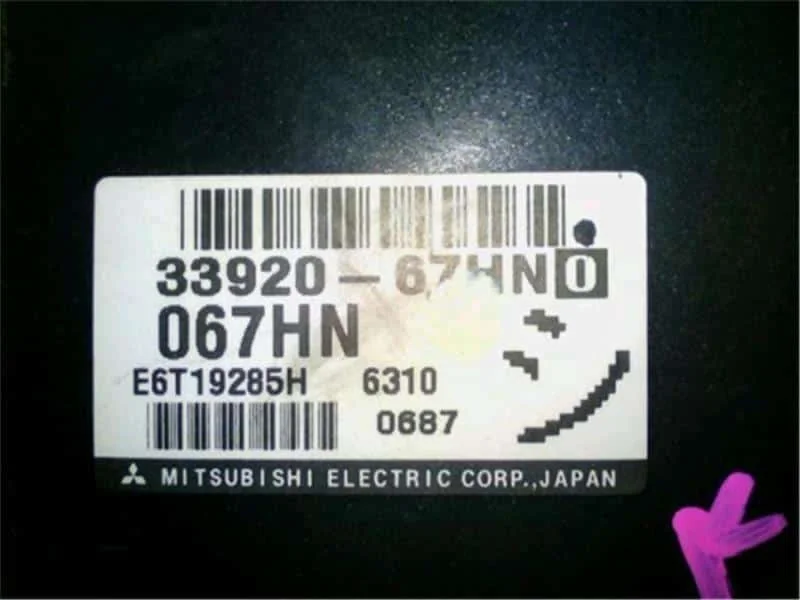 33920-67HN0
067HN
E6T19285H 6310
0687
MITSUBISHI ELECTRIC CORP.,JAPAN